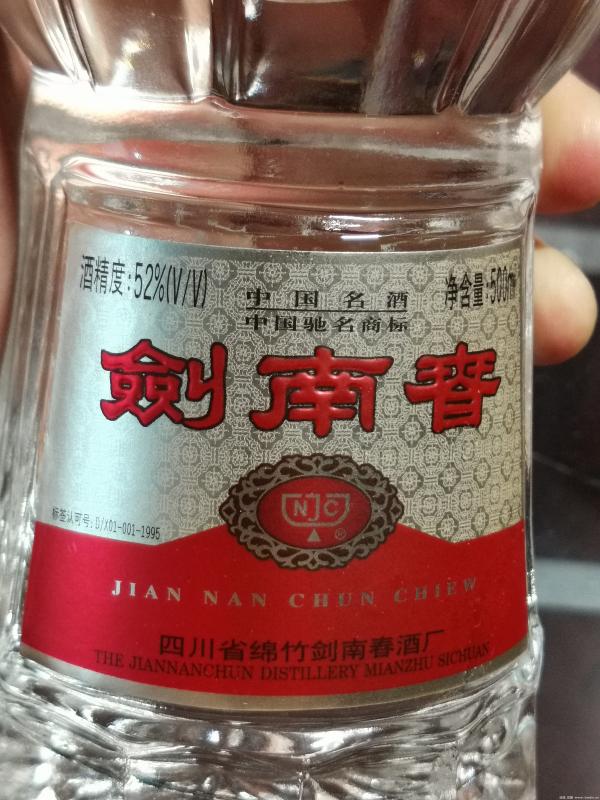 酒精度:52%(V/V)
中国名酒
净含量:500ml
中国驰名商标
劍南春
NJC
®
标签认可号:D/X01-001-1995
JIAN NAN CHUN CHIEW
四川省绵竹剑南春酒厂
THE JIANNANCHUN DISTILLERY MIANZHU SICHUAN